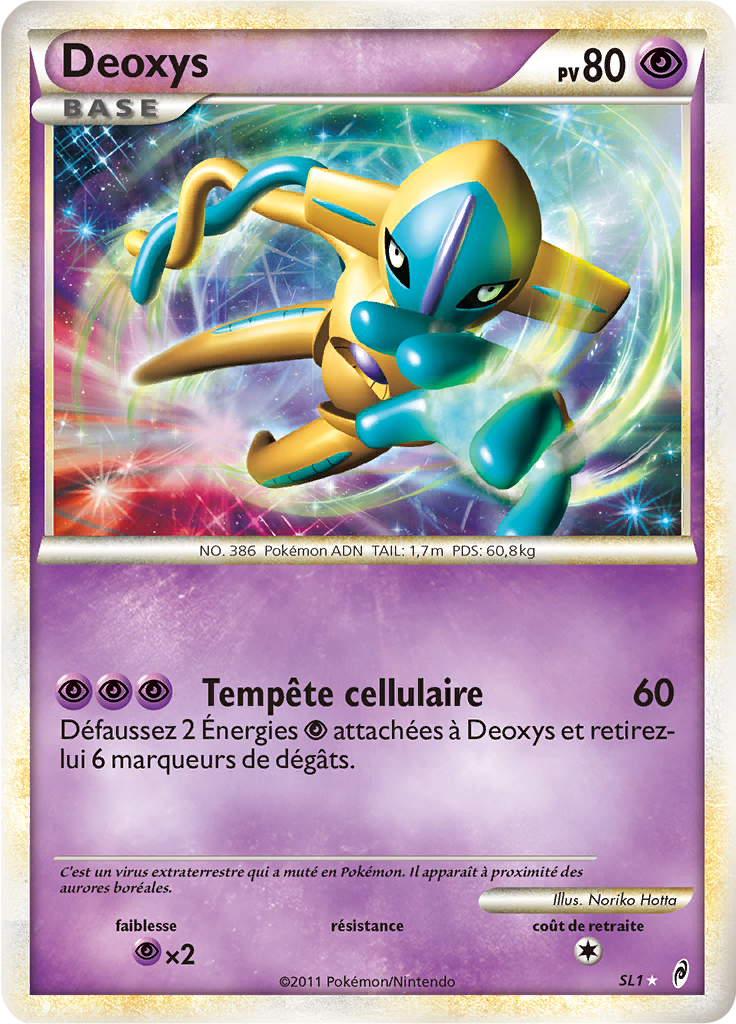 Deoxys
PV 80
BASE
NO. 386 Pokémon ADN TAIL: 1,7m PDS: 60,8kg
Tempête cellulaire 60
Défaussez 2 Énergies attachées à Deoxys et retirez-
lui 6 marqueurs de dégâts.
C'est un virus extraterrestre qui a muté en Pokémon. Il apparaît à proximité des
aurores boréales.
Illus. Noriko Hotta
faiblesse résistance coût de retraite
×2
©2011 Pokémon/Nintendo
SL1